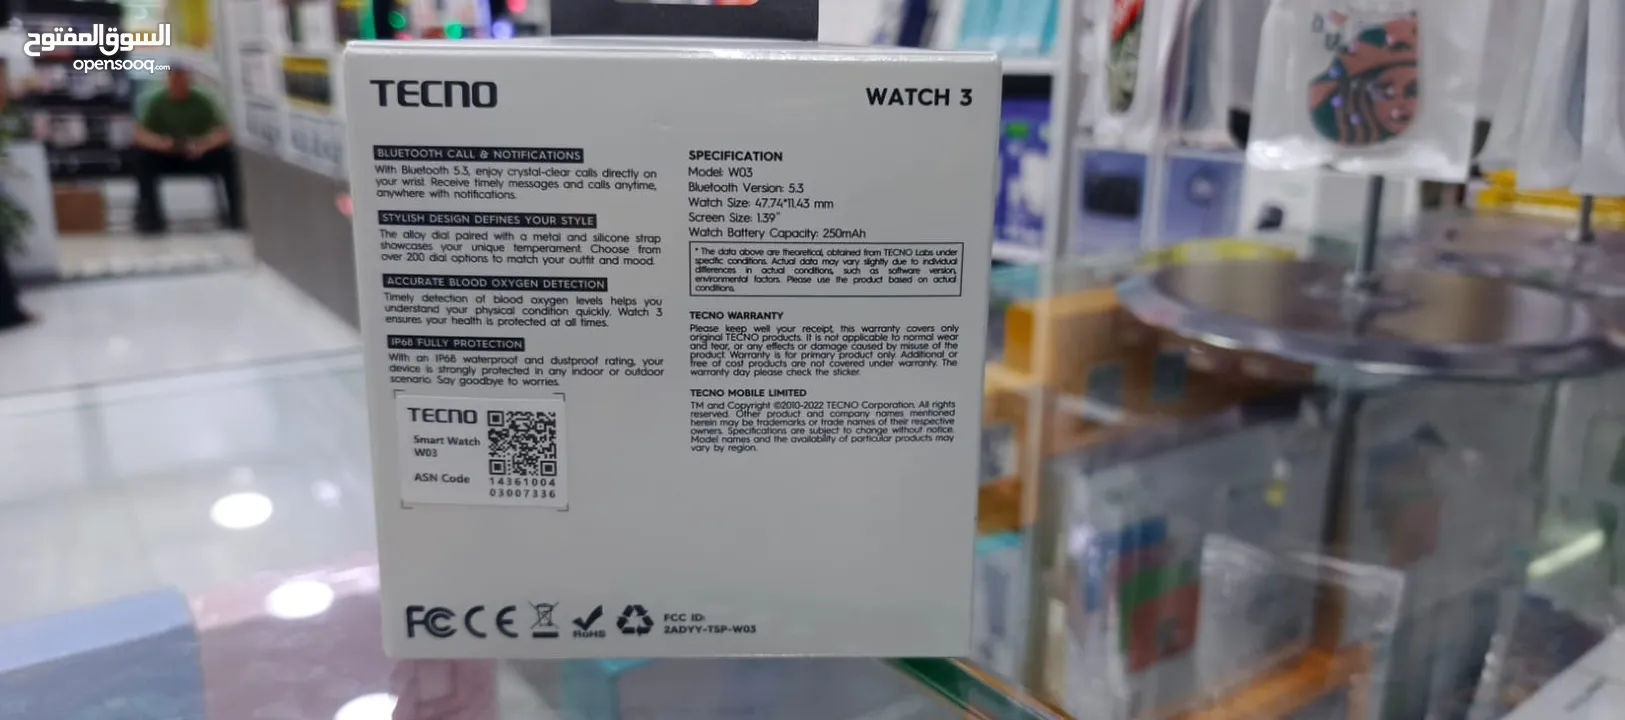 السوق المفتوح
opensooq.com
TECNO
WATCH 3
BLUETOOTH CALL & NOTIFICATIONS
With Bluetooth 5.3, enjoy crystal-clear calls directly on
your wrist. Receive timely messages and calls anytime,
anywhere with notifications.
STYLISH DESIGN DEFINES YOUR STYLE
The alloy dial paired with a metal and silicone strap
showcases your unique temperament. Choose from
over 200 dial options to match your outfit and mood.
ACCURATE BLOOD OXYGEN DETECTION
Timely detection of blood oxygen levels helps you
understand your physical condition quickly. Watch 3
ensures your health is protected at all times.
IP68 FULLY PROTECTION
With an IP68 waterproof and dustproof rating, your
device is strongly protected in any indoor or outdoor
scenario. Say goodbye to worries.
TECNO
Smart Watch
W03
ASN Code
14361004
03007336
SPECIFICATION
Model: W03
Bluetooth Version: 5.3
Watch Size: 47.74*11.43 mm
Screen Size: 1.39"
Watch Battery Capacity: 250mAh
* The data above are theoretical, obtained from TECNO Labs under
specific conditions. Actual data may vary slightly due to individual
differences in actual conditions, such as software version,
environmental factors. Please use the product based on actual
conditions.
TECNO WARRANTY
Please keep well your receipt, this warranty covers only
original TECNO products. It is not applicable to normal wear
and tear, or any effects or damage caused by misuse of the
product. Warranty is for primary product only. Additional or
free of cost products are not covered under warranty. The
warranty day please check the sticker.
TECNO MOBILE LIMITED
TM and Copyright ©2010-2022 TECNO Corporation. All rights
reserved. Other product and company names mentioned
herein may be trademarks or trade names of their respective
owners. Specifications are subject to change without notice.
Model names and the availability of particular products may
vary by region.
FC CE RoHS
FCC ID:
2ADYY-TSP-W03